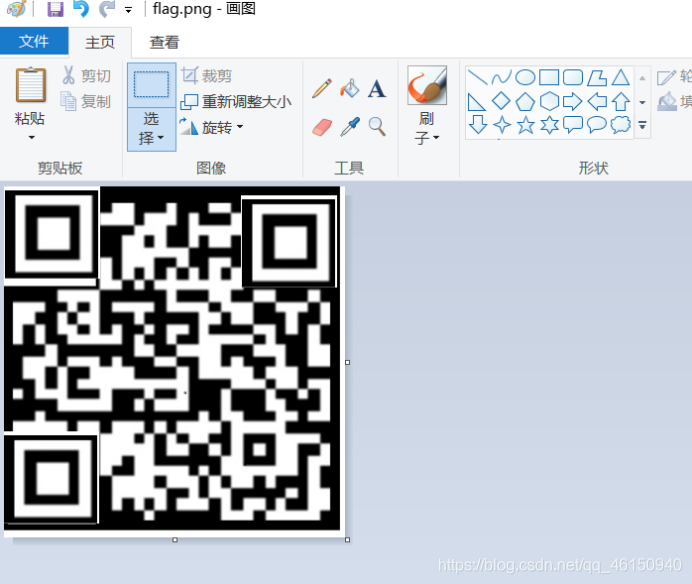 flag.png - 画图
文件 主页 查看
粘贴
剪切
复制
剪贴板
选择
裁剪
重新调整大小
旋转
图像
工具
刷子
形状
轮
填
https://blog.csdn.net/qq_46150940